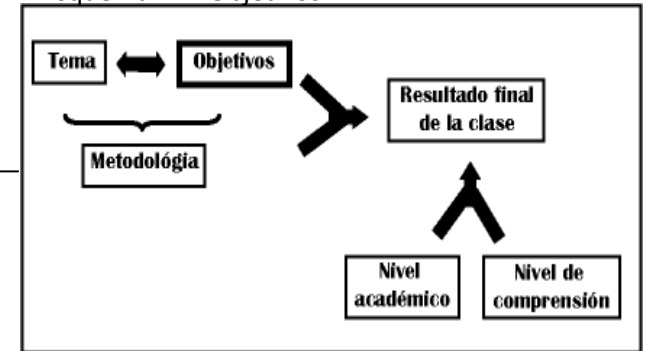 Tema
Objetivos
Resultado final
de la clase
Metodológia
Nivel
académico
Nivel de
comprensión